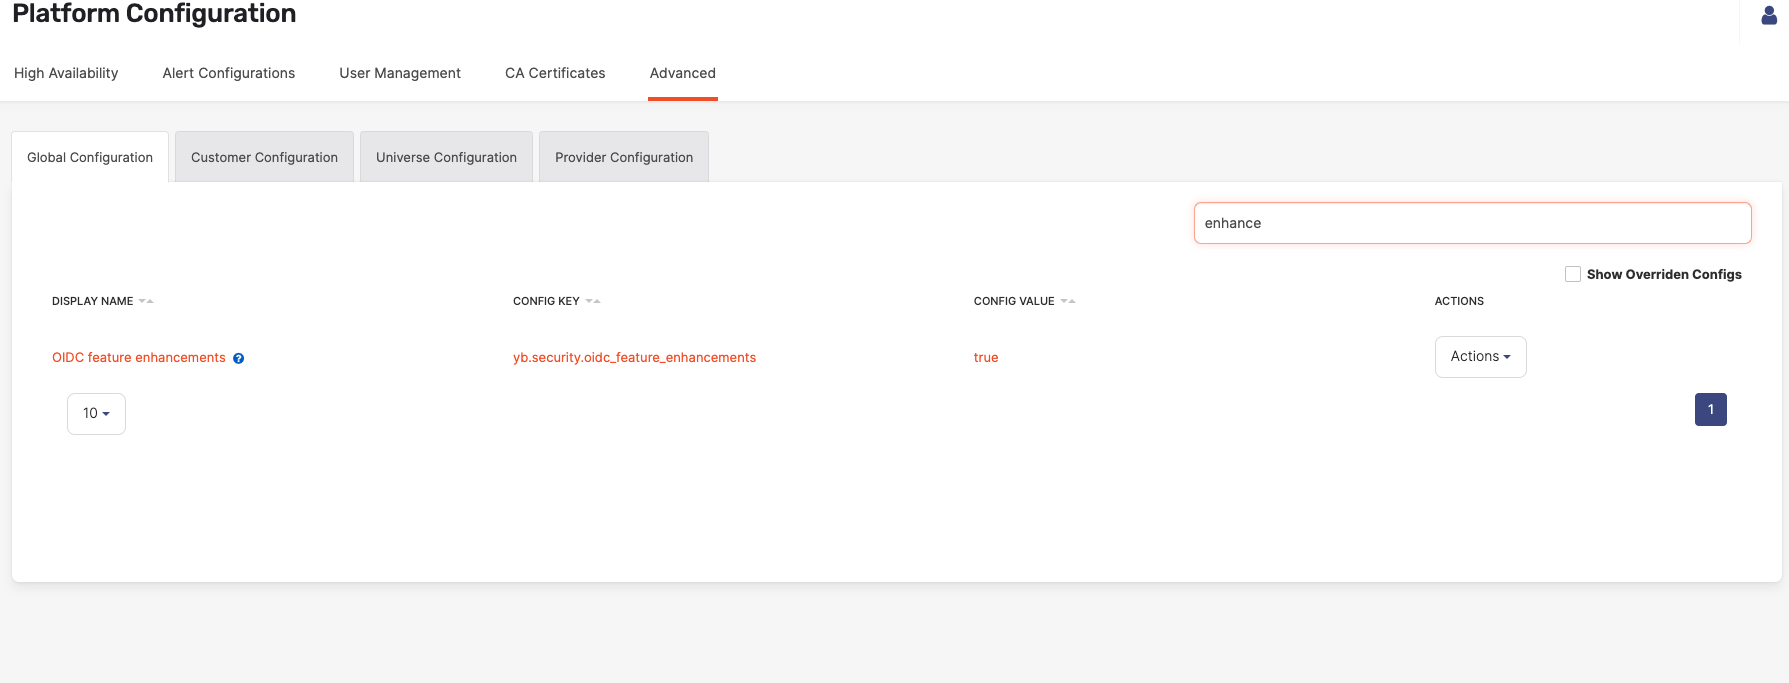 Platform Configuration
High Availability Alert Configurations User Management CA Certificates Advanced
Global Configuration Customer Configuration Universe Configuration Provider Configuration
enhance
Show Overriden Configs
DISPLAY NAME CONFIG KEY CONFIG VALUE ACTIONS
OIDC feature enhancements ? yb.security.oidc_feature_enhancements true Actions
10 1